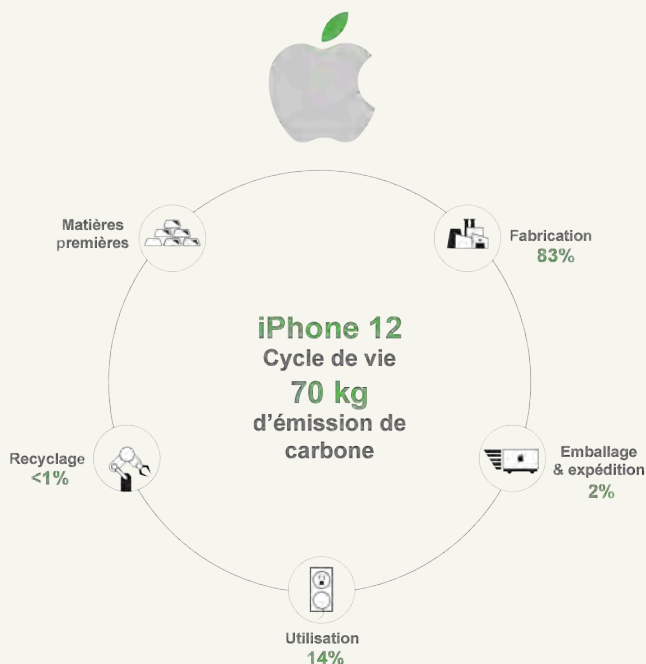 Matières
premières
Fabrication
83%
iPhone 12
Cycle de vie
70 kg
d’émission de
carbone
Recyclage
<1%
Emballage
& expédition
2%
Utilisation
14%